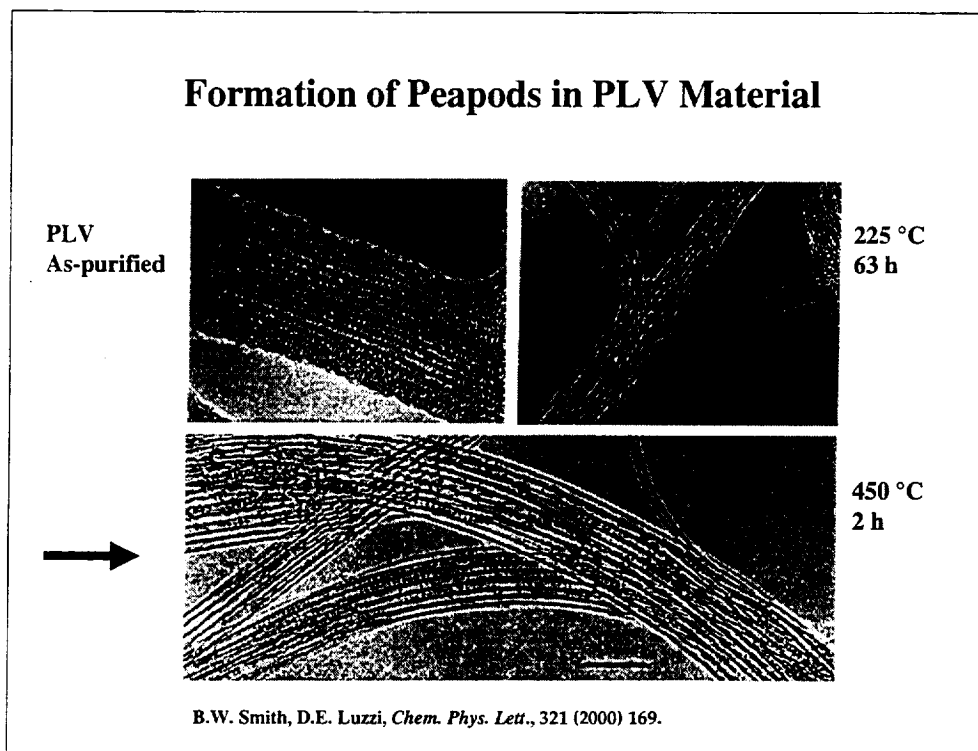 Formation of Peapods in PLV Material
PLV
As-purified
225 °C
63 h
450 °C
2 h
B.W. Smith, D.E. Luzzi, Chem. Phys. Lett., 321 (2000) 169.